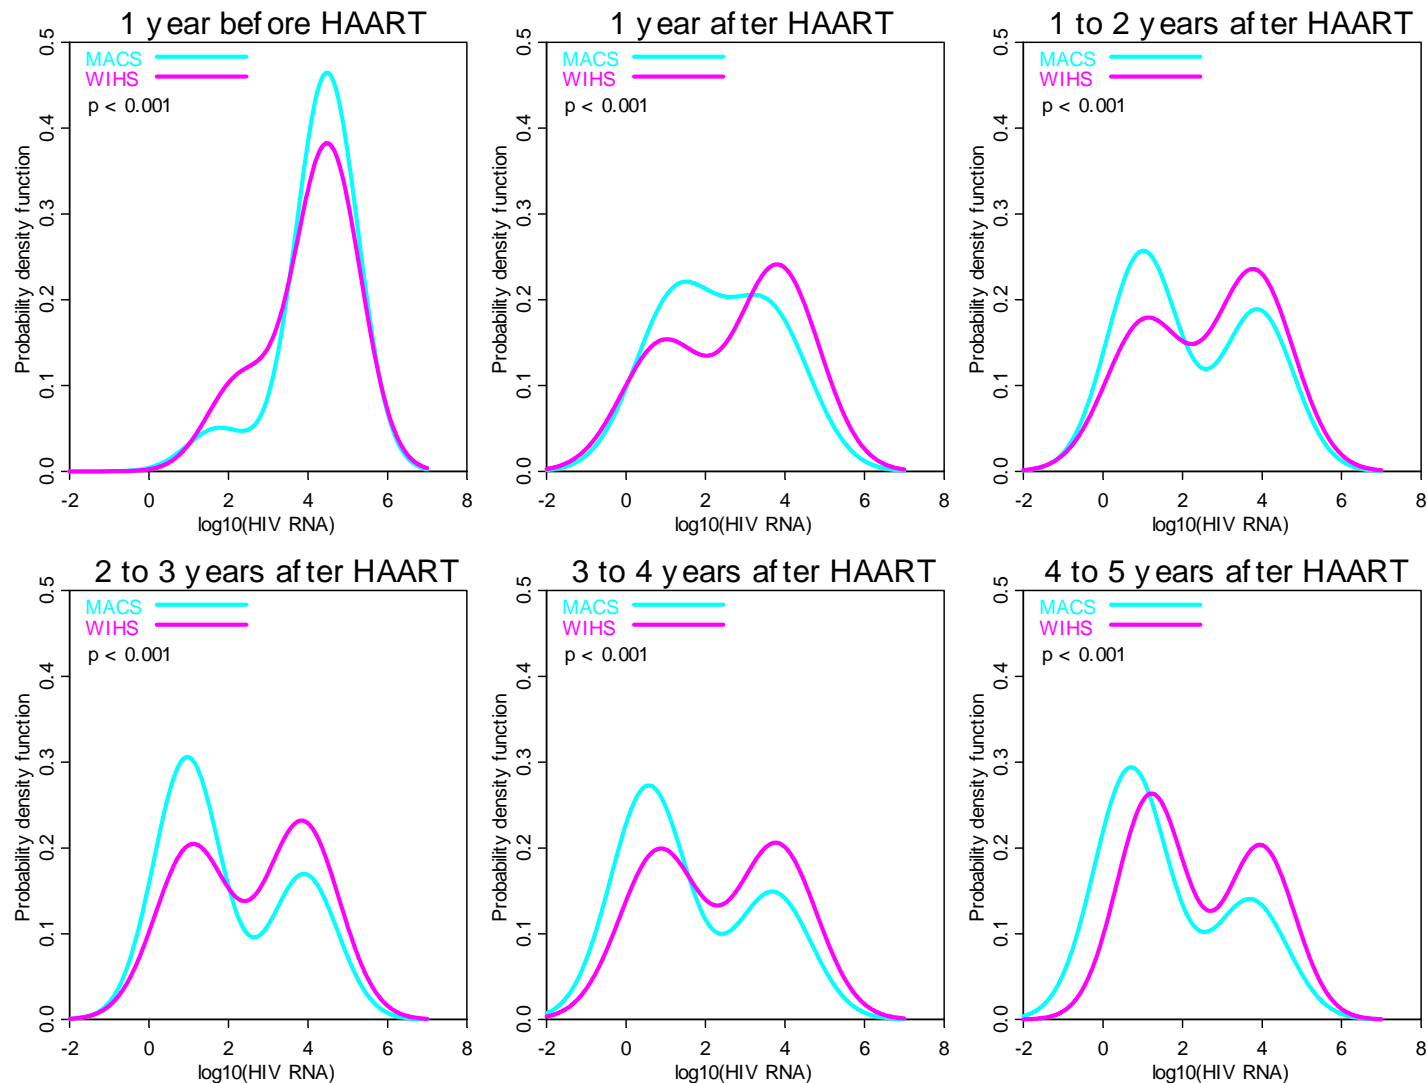 1 year before HAART
MACS
WIHS
p < 0.001
Probability density function
0.0 0.1 0.2 0.3 0.4 0.5
-2 0 2 4 6 8
log10(HIV RNA)
1 year after HAART
MACS
WIHS
p < 0.001
Probability density function
0.0 0.1 0.2 0.3 0.4 0.5
-2 0 2 4 6 8
log10(HIV RNA)
1 to 2 years after HAART
MACS
WIHS
p < 0.001
Probability density function
0.0 0.1 0.2 0.3 0.4 0.5
-2 0 2 4 6 8
log10(HIV RNA)
2 to 3 years after HAART
MACS
WIHS
p < 0.001
Probability density function
0.0 0.1 0.2 0.3 0.4 0.5
-2 0 2 4 6 8
log10(HIV RNA)
3 to 4 years after HAART
MACS
WIHS
p < 0.001
Probability density function
0.0 0.1 0.2 0.3 0.4 0.5
-2 0 2 4 6 8
log10(HIV RNA)
4 to 5 years after HAART
MACS
WIHS
p < 0.001
Probability density function
0.0 0.1 0.2 0.3 0.4 0.5
-2 0 2 4 6 8
log10(HIV RNA)